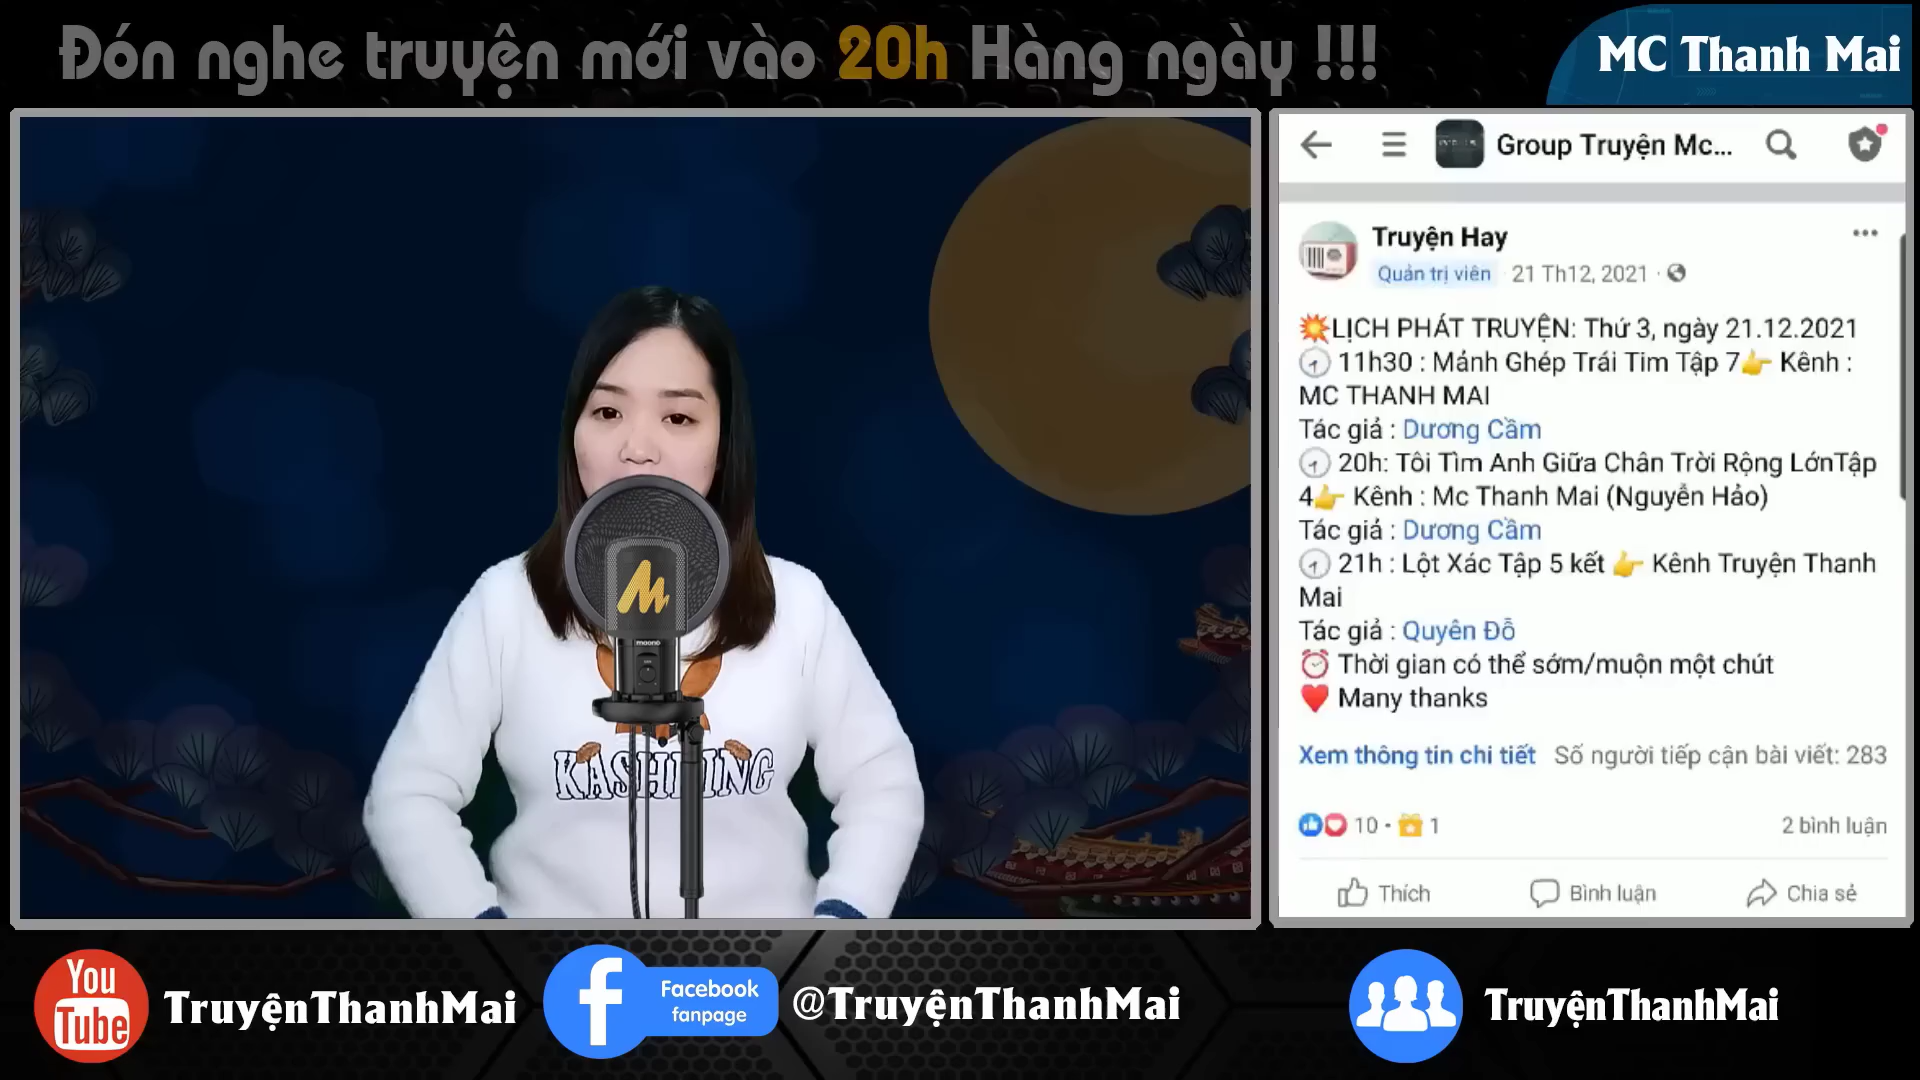 Đón nghe truyện mới vào 20h Hàng ngày !!!
MC Thanh Mai
Group Truyện Mc...
Truyện Hay
Quản trị viên · 21 Th12, 2021 ·
💥LỊCH PHÁT TRUYỆN: Thứ 3, ngày 21.12.2021
🕢 11h30 : Mảnh Ghép Trái Tim Tập 7👉 Kênh :
MC THANH MAI
Tác giả : Dương Cầm
🕢 20h: Tôi Tìm Anh Giữa Chân Trời Rộng LớnTập
4👉 Kênh : Mc Thanh Mai (Nguyễn Hảo)
Tác giả : Dương Cầm
🕢 21h : Lột Xác Tập 5 kết 👉 Kênh Truyện Thanh
Mai
Tác giả : Quyên Đỗ
⏰ Thời gian có thể sớm/muộn một chút
❤️ Many thanks
Xem thông tin chi tiết Số người tiếp cận bài viết: 283
10 · 1 2 bình luận
Thích Bình luận Chia sẻ
maono
You
Tube
TruyệnThanhMai
Facebook
fanpage
@TruyệnThanhMai
TruyệnThanhMai